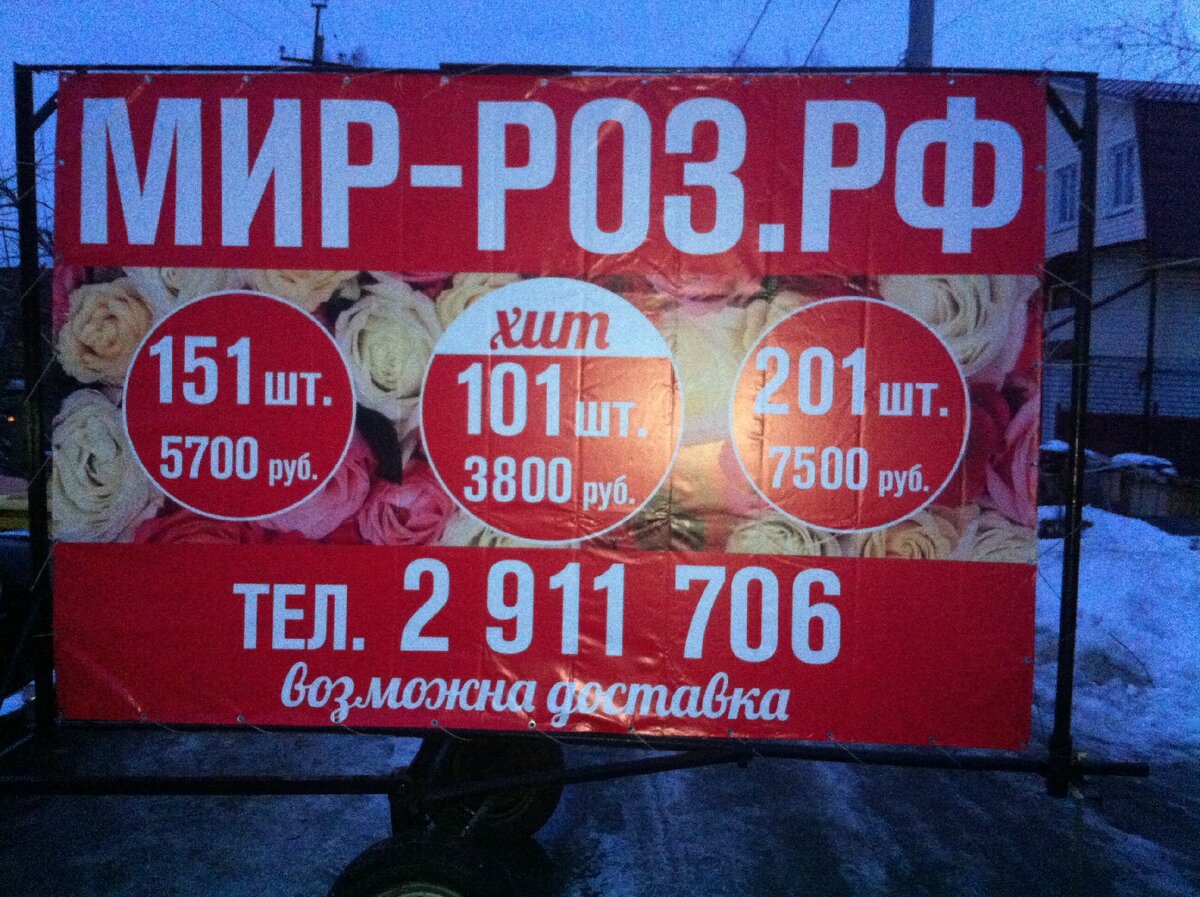 МИР-РОЗ.РФ
151 шт.
5700 руб.
хит
101 шт.
3800 руб.
201 шт.
7500 руб.
ТЕЛ. 2 911 706
возможна доставка